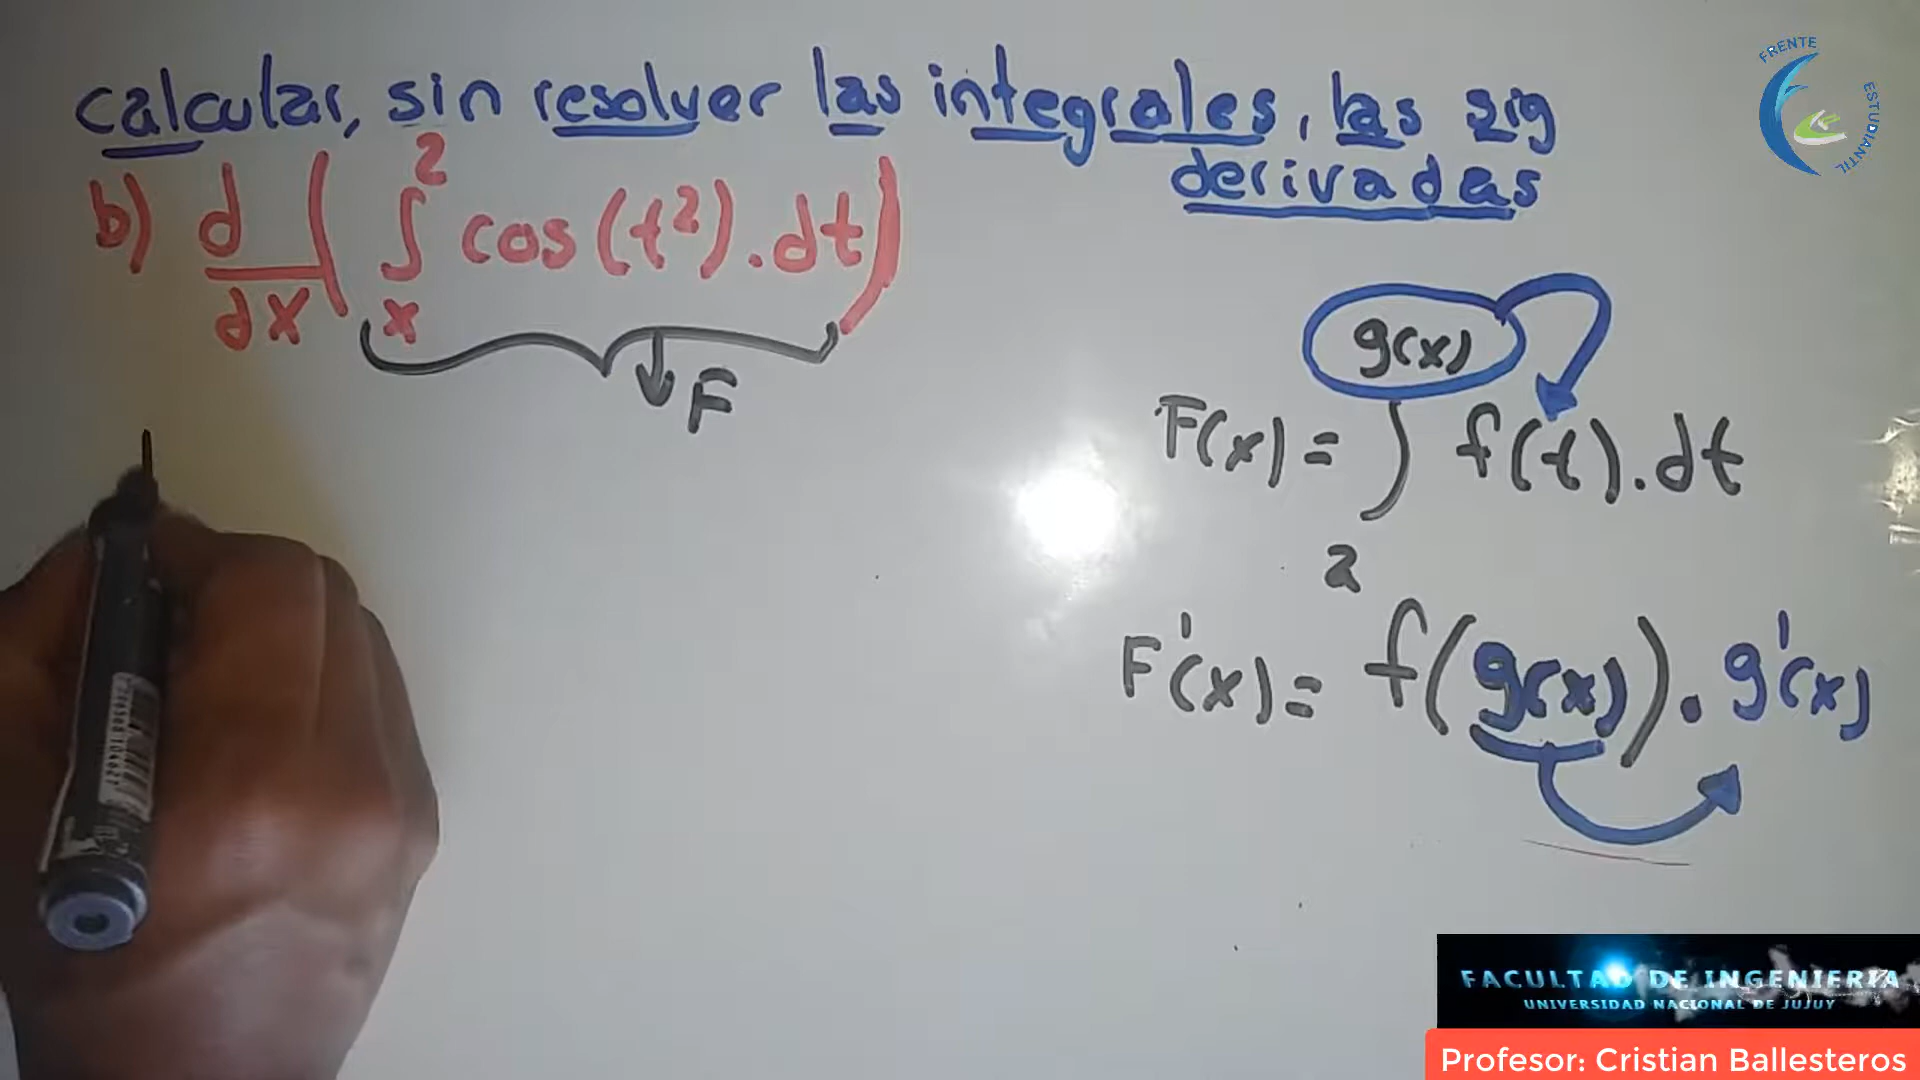 calcular, sin resolver las integrales, las sig
derivadas
b) d/dx ( ∫ₓ² cos(t²).dt )
F
g(x)
F(x) = ∫ f(t).dt
a
F'(x) = f(g(x)). g'(x)
FRENTE
ESTUDIANTIL
FACULTAD DE INGENIERIA
UNIVERSIDAD NACIONAL DE JUJUY
Profesor: Cristian Ballesteros